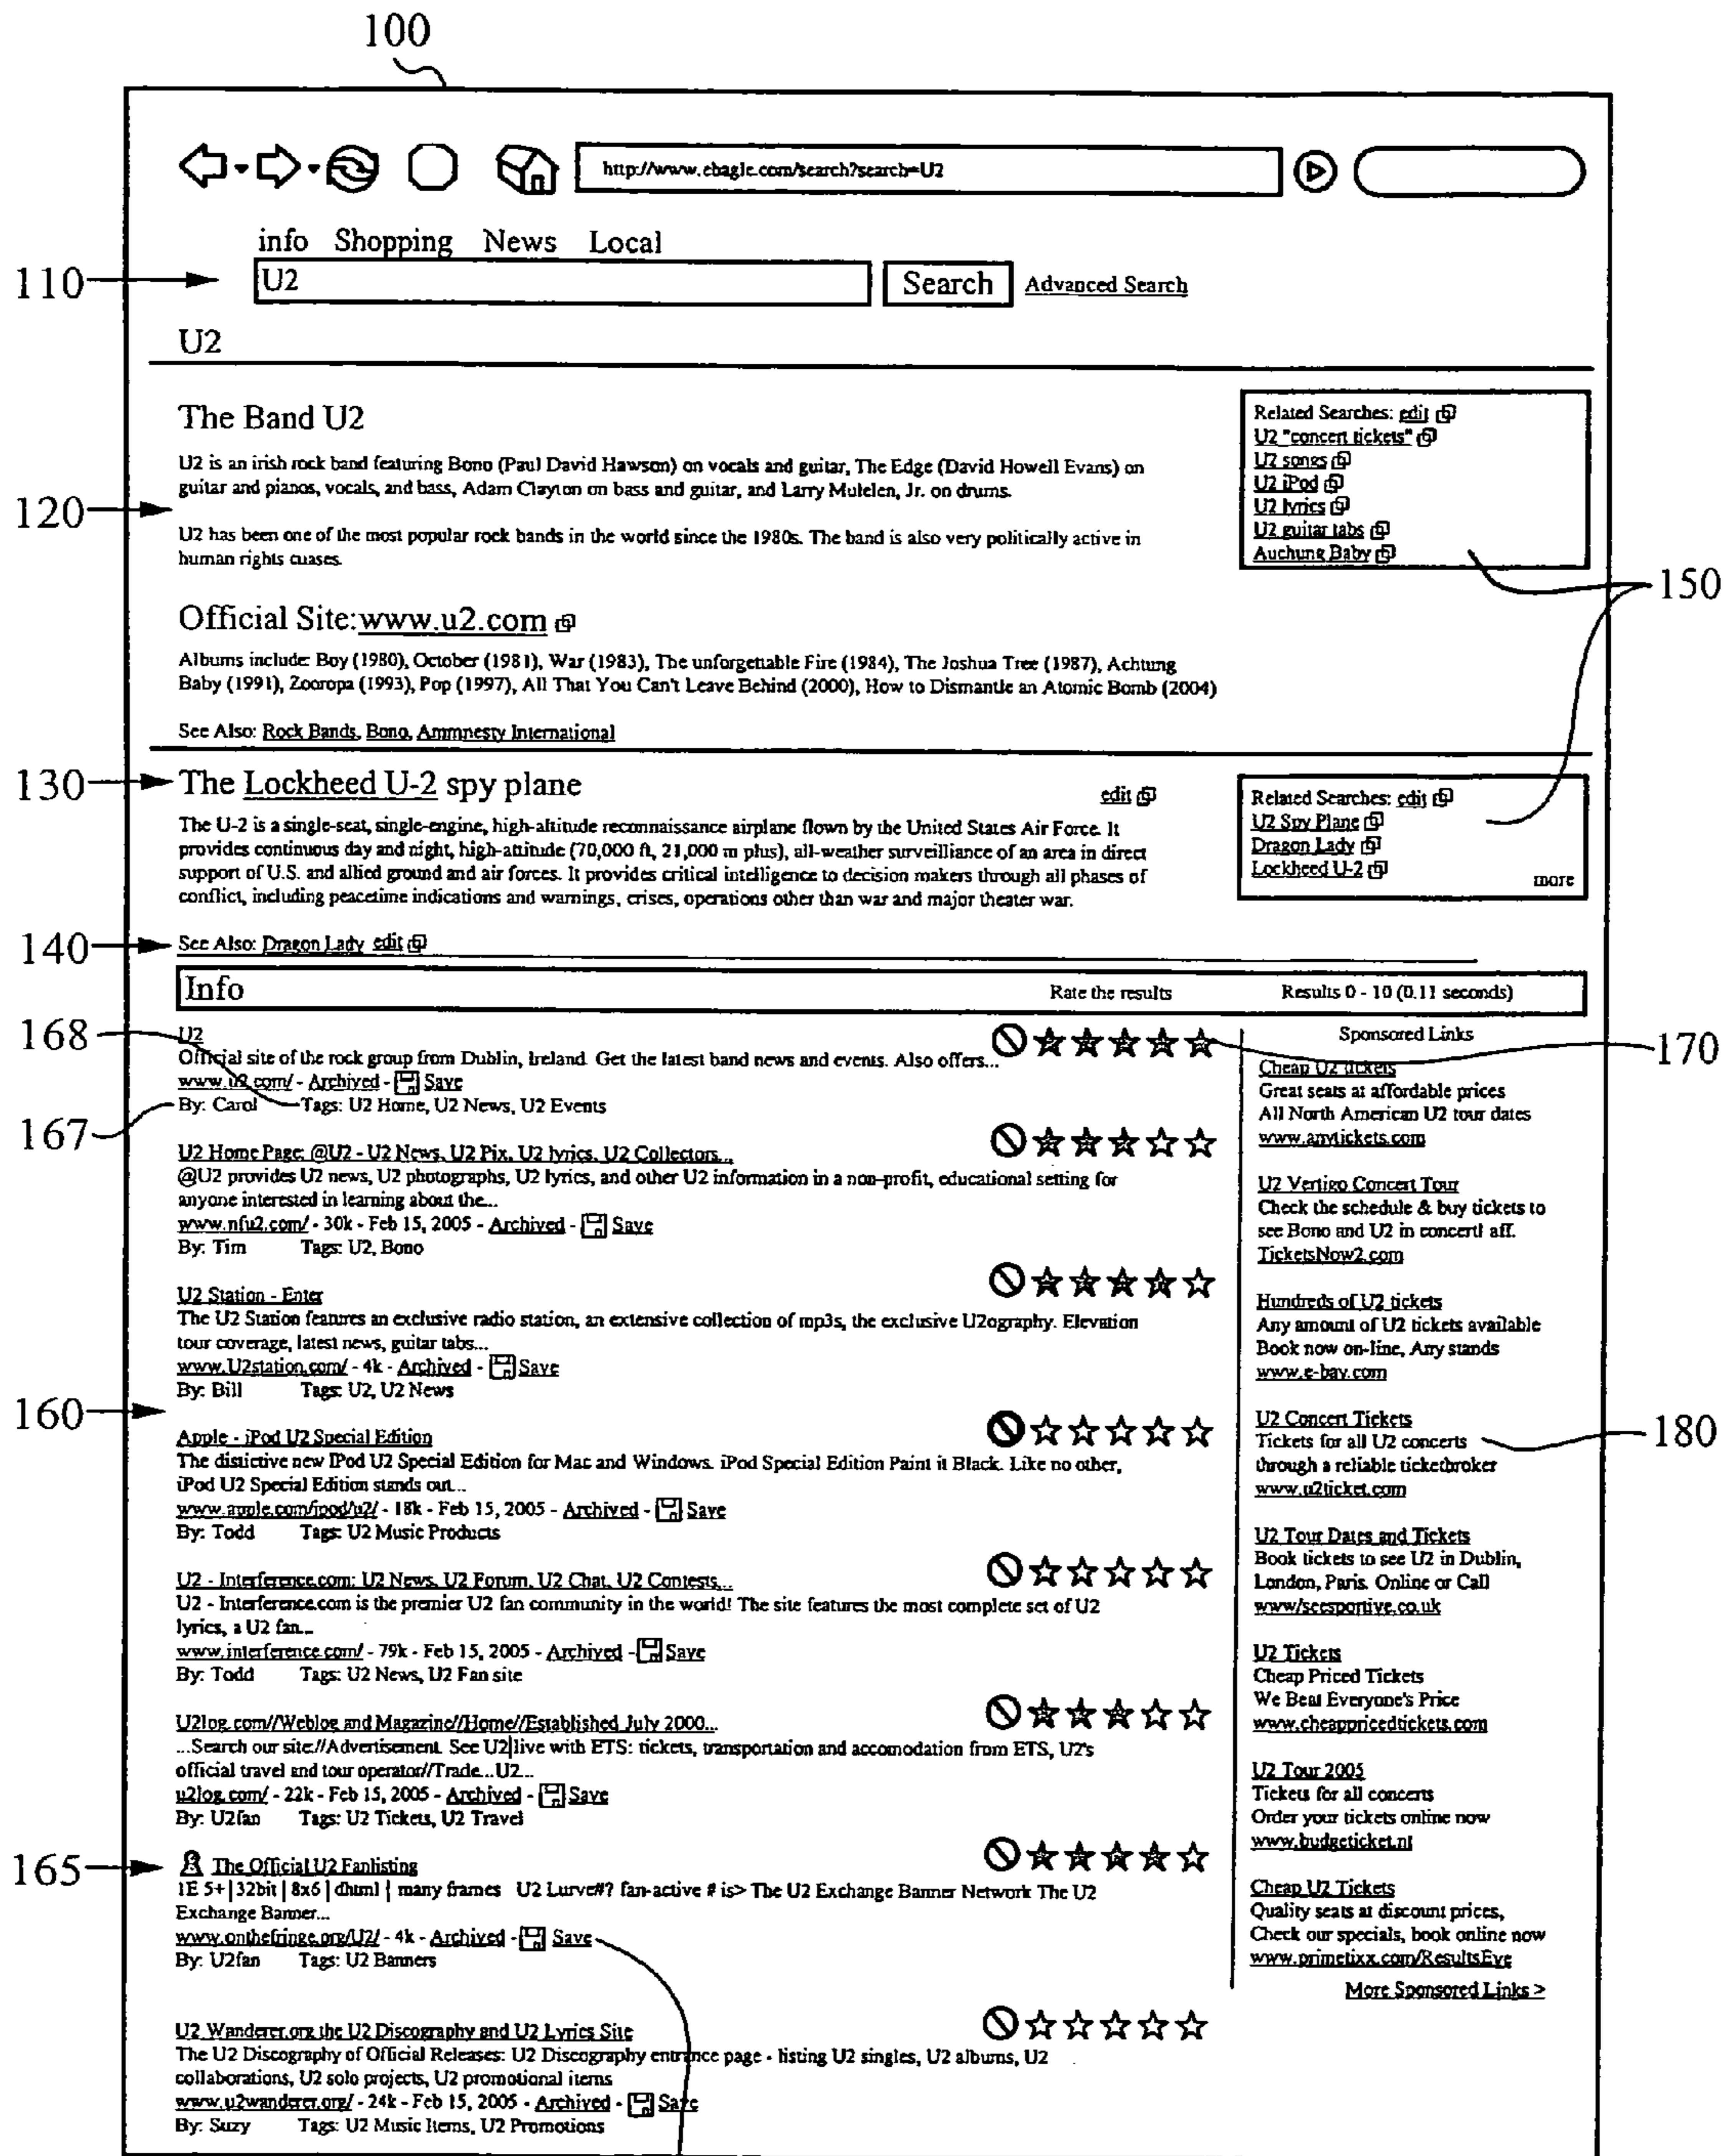 100
http://www.ebagle.com/search?search=U2
info Shopping News Local
110
U2
Search
Advanced Search
U2
The Band U2
U2 is an irish rock band featuring Bono (Paul David Hawson) on vocals and guitar, The Edge (David Howell Evans) on
guitar and pianos, vocals, and bass, Adam Clayton on bass and guitar, and Larry Mulelen, Jr. on drums.
120
U2 has been one of the most popular rock bands in the world since the 1980s. The band is also very politically active in
human rights cuases.
Related Searches: edit
U2 "concert tickets"
U2 songs
U2 iPod
U2 lyrics
U2 guitar tabs
Auchung Baby
150
Official Site: www.u2.com
Albums include: Boy (1980), October (1981), War (1983), The unforgettable Fire (1984), The Joshua Tree (1987), Achtung
Baby (1991), Zooropa (1993), Pop (1997), All That You Can't Leave Behind (2000), How to Dismantle an Atomic Bomb (2004)
See Also: Rock Bands, Bono, Ammnesty International
130
The Lockheed U-2 spy plane
edit
The U-2 is a single-seat, single-engine, high-altitude reconnaissance airplane flown by the United States Air Force. It
provides continuous day and night, high-attitude (70,000 ft, 21,000 m plus), all-weather surveilliance of an area in direct
support of U.S. and allied ground and air forces. It provides critical intelligence to decision makers through all phases of
conflict, including peacetime indications and warnings, crises, operations other than war and major theater war.
Related Searches: edit
U2 Spy Plane
Dragon Lady
Lockheed U-2
more
140
See Also: Dragon Lady edit
Info
Rate the results
Results 0 - 10 (0.11 seconds)
168
U2
Official site of the rock group from Dublin, Ireland. Get the latest band news and events. Also offers...
www.u2.com/ - Archived - Save
167
By: Carol Tags: U2 Home, U2 News, U2 Events
170
U2 Home Page: @U2 - U2 News, U2 Pix, U2 lyrics, U2 Collectors...
@U2 provides U2 news, U2 photographs, U2 lyrics, and other U2 information in a non-profit, educational setting for
anyone interested in learning about the...
www.nfu2.com/ - 30k - Feb 15, 2005 - Archived - Save
By: Tim Tags: U2, Bono
U2 Station - Enter
The U2 Station features an exclusive radio station, an extensive collection of mp3s, the exclusive U2ography. Elevation
tour coverage, latest news, guitar tabs...
www.U2station.com/ - 4k - Archived - Save
By: Bill Tags: U2, U2 News
160
Apple - iPod U2 Special Edition
The distictive new IPod U2 Special Edition for Mac and Windows. iPod Special Edition Paint it Black. Like no other,
iPod U2 Special Edition stands out...
www.apple.com/ipod/u2/ - 18k - Feb 15, 2005 - Archived - Save
By: Todd Tags: U2 Music Products
U2 - Interference.com: U2 News, U2 Forum, U2 Chat, U2 Contests...
U2 - Interference.com is the premier U2 fan community in the world! The site features the most complete set of U2
lyrics, a U2 fan...
www.interference.com/ - 79k - Feb 15, 2005 - Archived - Save
By: Todd Tags: U2 News, U2 Fan site
U2log.com//Weblog and Magazine//Home//Established July 2000...
...Search our site://Advertisement. See U2|live with ETS: tickets, transportation and accomodation from ETS, U2's
official travel and tour operator//Trade...U2...
u2log.com/ - 22k - Feb 15, 2005 - Archived - Save
By: U2fan Tags: U2 Tickets, U2 Travel
165
The Official U2 Fanlisting
IE 5+ | 32bit | 8x6 | dhtml { many frames U2 Lurve#? fan-active # is> The U2 Exchange Banner Network The U2
Exchange Banner...
www.onthefringe.org/U2/ - 4k - Archived - Save
By: U2fan Tags: U2 Banners
U2 Wanderer.org the U2 Discography and U2 Lyrics Site
The U2 Discography of Official Releases: U2 Discography entrance page - listing U2 singles, U2 albums, U2
collaborations, U2 solo projects, U2 promotional items
www.u2wanderer.org/ - 24k - Feb 15, 2005 - Archived - Save
By: Suzy Tags: U2 Music Items, U2 Promotions
Sponsored Links
Cheap U2 tickets
Great seats at affordable prices
All North American U2 tour dates
www.anytickets.com
U2 Vertigo Concert Tour
Check the schedule & buy tickets to
see Bono and U2 in concert! aff.
TicketsNow2.com
Hundreds of U2 tickets
Any amount of U2 tickets available
Book now on-line, Any stands
www.e-bay.com
U2 Concert Tickets
Tickets for all U2 concerts
through a reliable ticketbroker
www.u2ticket.com
180
U2 Tour Dates and Tickets
Book tickets to see U2 in Dublin,
London, Paris. Online or Call
www/seesportive.co.uk
U2 Tickets
Cheap Priced Tickets
We Beat Everyone's Price
www.cheappricedtickets.com
U2 Tour 2005
Tickets for all concerts
Order your tickets online now
www.budgeticket.nl
Cheap U2 Tickets
Quality seats at discount prices,
Check our specials, book online now
www.primetixx.com/ResultsEye
More Sponsored Links >